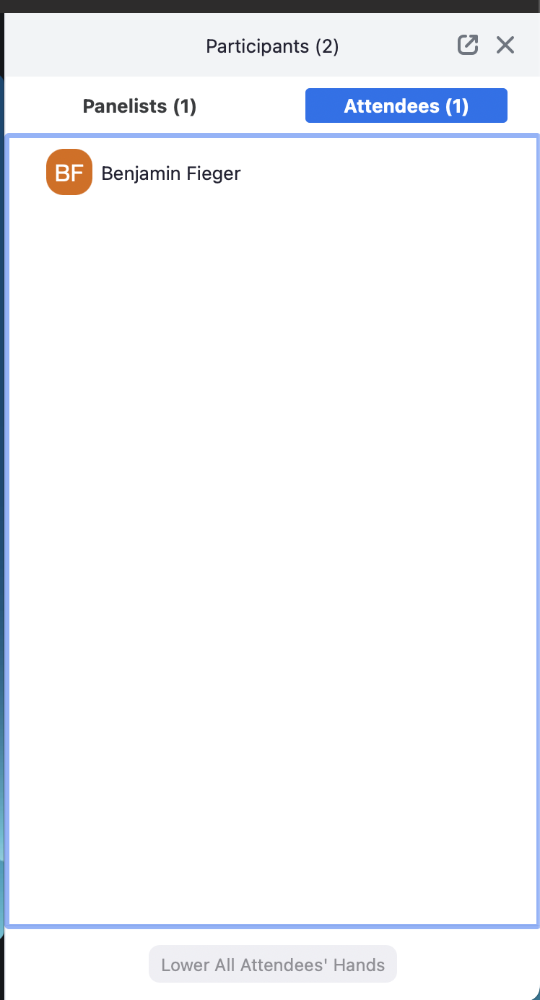 Participants (2)
Panelists (1)
Attendees (1)
BF
Benjamin Fieger
Lower All Attendees' Hands